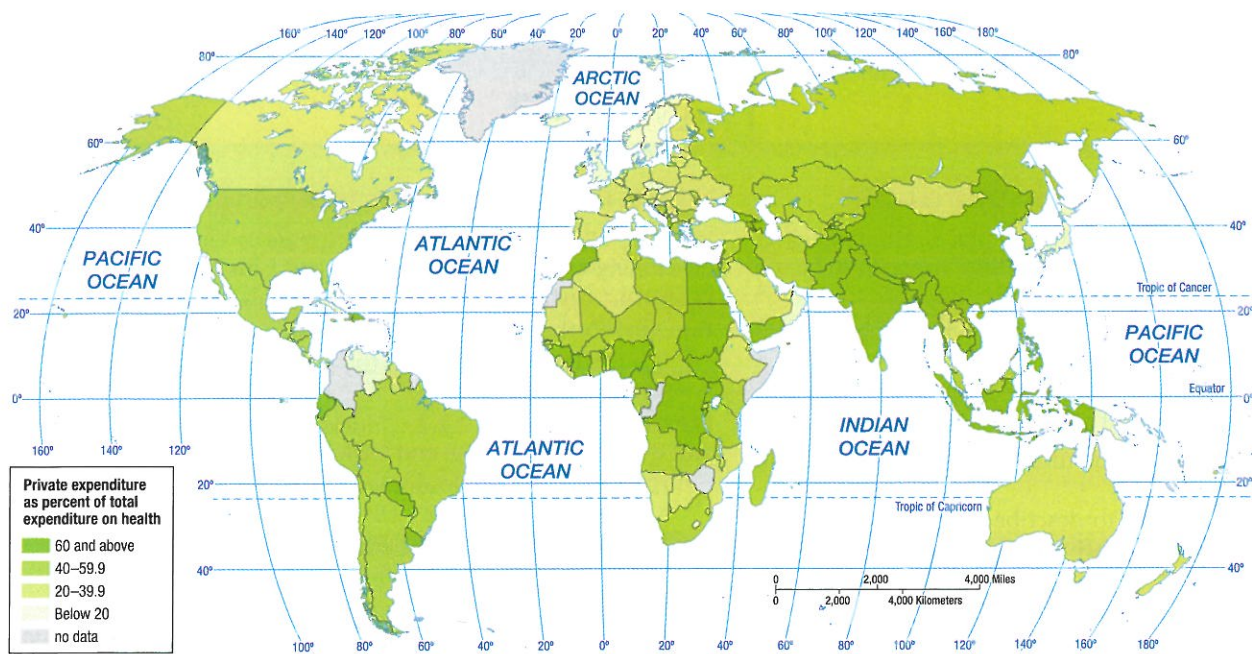 180° 160° 140° 120° 100° 80° 60° 40° 20° 0° 20° 40° 60° 80° 100° 120° 140° 160° 180°
80°
80°
ARCTIC
OCEAN
60°
60°
40°
40°
PACIFIC
OCEAN
ATLANTIC
OCEAN
Tropic of Cancer
20°
20°
PACIFIC
OCEAN
Equator
0°
0°
0°
INDIAN
OCEAN
ATLANTIC
OCEAN
160° 140° 120°
20°
20°
Tropic of Capricorn
40°
40°
Private expenditure
as percent of total
expenditure on health
60 and above
40–59.9
20–39.9
Below 20
no data
0 2,000 4,000 Miles
0 2,000 4,000 Kilometers
100° 80° 60° 40° 20° 0° 20° 40° 60° 80° 100° 120° 140° 160° 180°